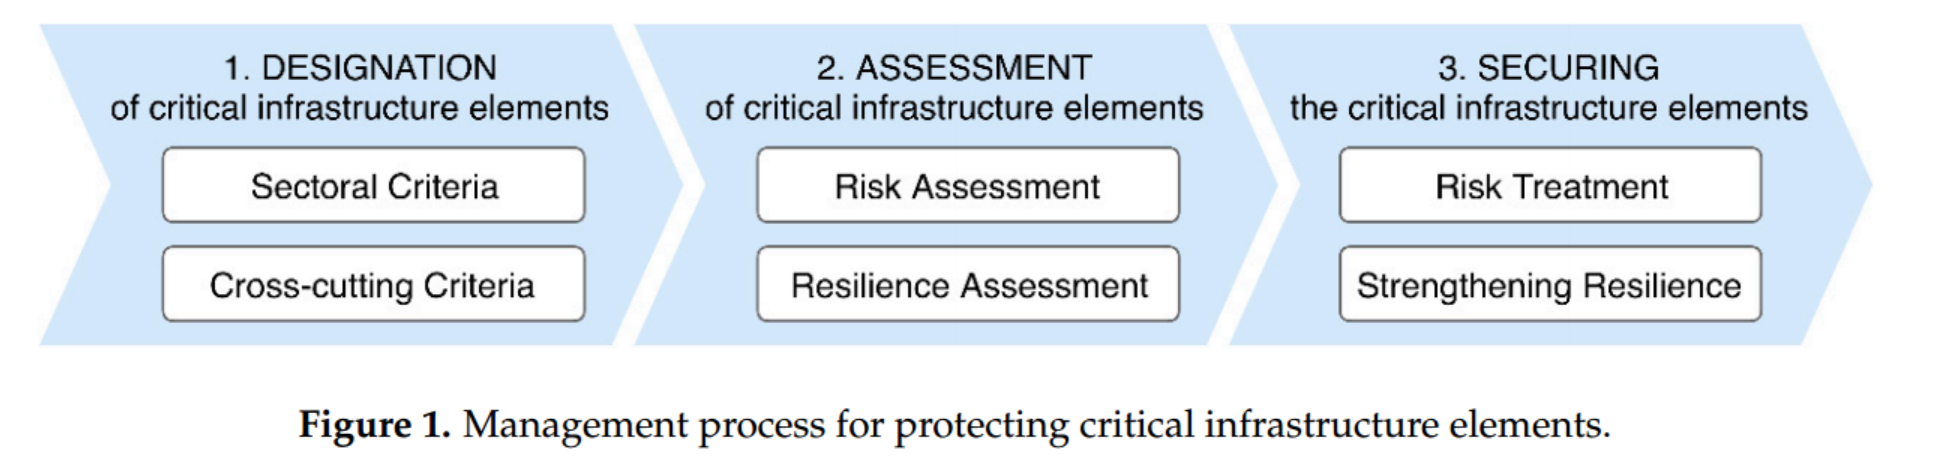 1. DESIGNATION
of critical infrastructure elements
Sectoral Criteria
Cross-cutting Criteria
2. ASSESSMENT
of critical infrastructure elements
Risk Assessment
Resilience Assessment
3. SECURING
the critical infrastructure elements
Risk Treatment
Strengthening Resilience
Figure 1. Management process for protecting critical infrastructure elements.